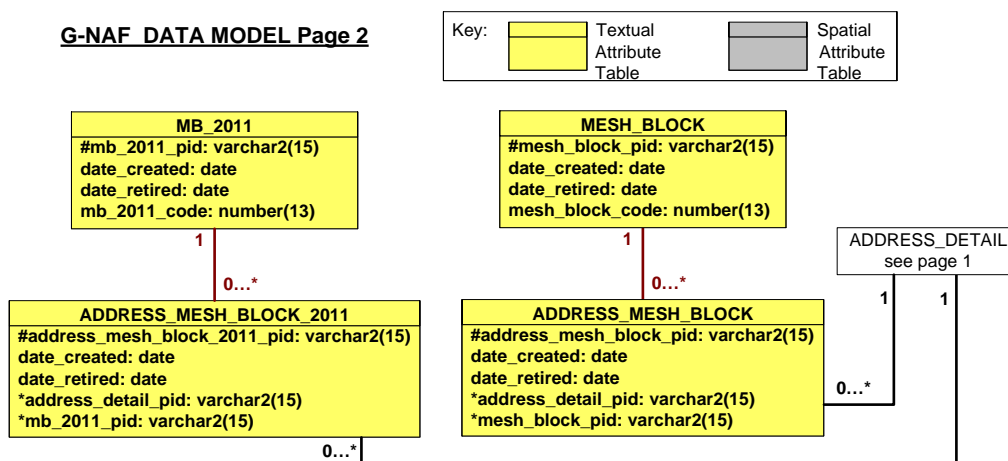 G-NAF DATA MODEL Page 2
Key:
Textual
Attribute
Table
Spatial
Attribute
Table
MB_2011
#mb_2011_pid: varchar2(15)
date_created: date
date_retired: date
mb_2011_code: number(13)
MESH_BLOCK
#mesh_block_pid: varchar2(15)
date_created: date
date_retired: date
mesh_block_code: number(13)
1
0...*
1
0...*
ADDRESS_DETAIL
see page 1
1
1
ADDRESS_MESH_BLOCK_2011
#address_mesh_block_2011_pid: varchar2(15)
date_created: date
date_retired: date
*address_detail_pid: varchar2(15)
*mb_2011_pid: varchar2(15)
0...*
ADDRESS_MESH_BLOCK
#address_mesh_block_pid: varchar2(15)
date_created: date
date_retired: date
*address_detail_pid: varchar2(15)
*mesh_block_pid: varchar2(15)
0...*